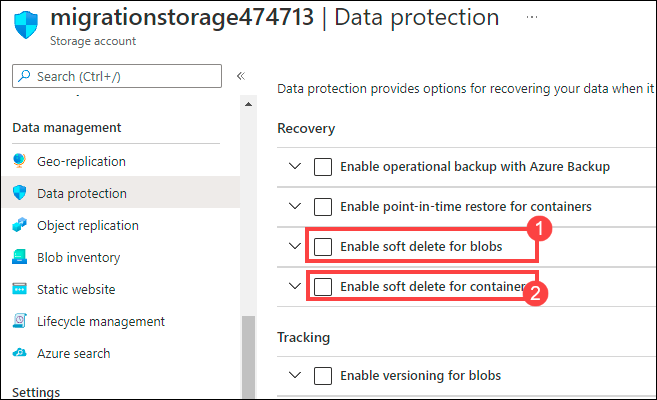 migrationstorage474713 | Data protection ...
Storage account
Search (Ctrl+/)
«
Data protection provides options for recovering your data when it
Data management
Geo-replication
Data protection
Object replication
Blob inventory
Static website
Lifecycle management
Azure search
Settings
Recovery
Enable operational backup with Azure Backup
Enable point-in-time restore for containers
1
Enable soft delete for blobs
Enable soft delete for container
2
Tracking
Enable versioning for blobs